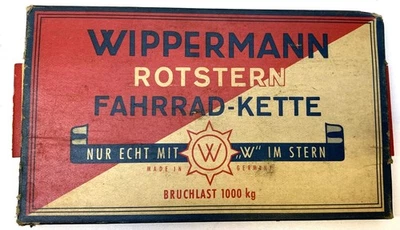 WIPPERMANN
ROTSTERN
FAHRRAD-KETTE
NUR ECHT MIT W „W“ IM STERN
MADE IN GERMANY
BRUCHLAST 1000 kg